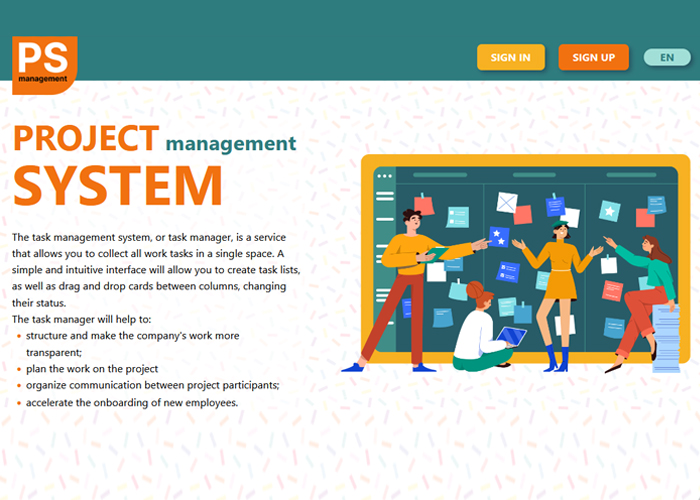 PS
management
SIGN IN
SIGN UP
EN
PROJECT management
SYSTEM
The task management system, or task manager, is a service
that allows you to collect all work tasks in a single space. A
simple and intuitive interface will allow you to create task lists,
as well as drag and drop cards between columns, changing
their status.
The task manager will help to:
structure and make the company's work more
transparent;
plan the work on the project
organize communication between project participants;
accelerate the onboarding of new employees.